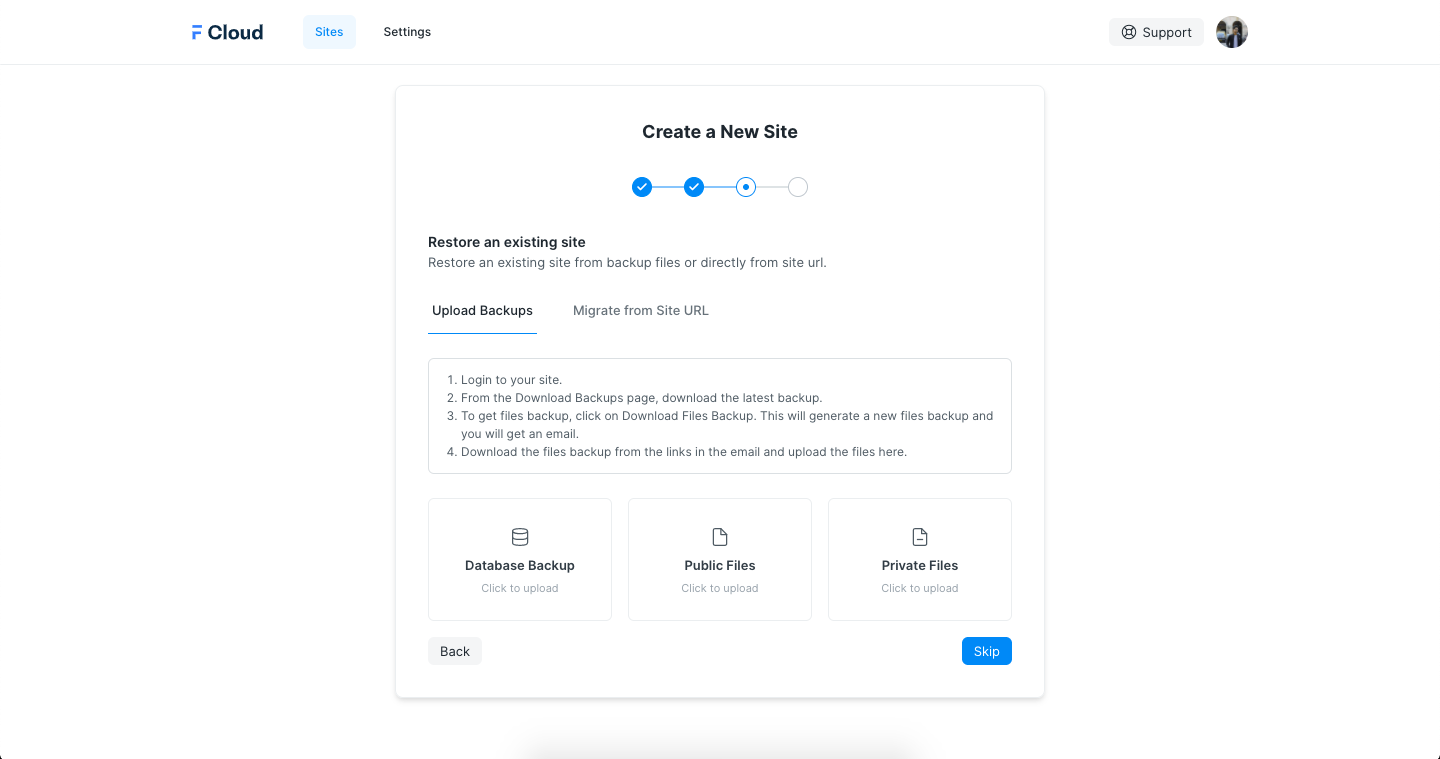 Cloud
Sites
Settings
Support
Create a New Site
Restore an existing site
Restore an existing site from backup files or directly from site url.
Upload Backups
Migrate from Site URL
1. Login to your site.
2. From the Download Backups page, download the latest backup.
3. To get files backup, click on Download Files Backup. This will generate a new files backup and
you will get an email.
4. Download the files backup from the links in the email and upload the files here.
Database Backup
Click to upload
Public Files
Click to upload
Private Files
Click to upload
Back
Skip